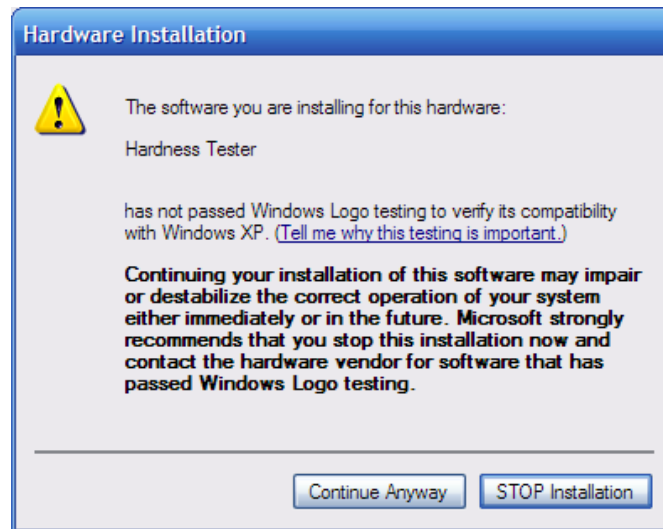 Hardware Installation
The software you are installing for this hardware:
Hardness Tester
has not passed Windows Logo testing to verify its compatibility
with Windows XP. (Tell me why this testing is important.)
Continuing your installation of this software may impair
or destabilize the correct operation of your system
either immediately or in the future. Microsoft strongly
recommends that you stop this installation now and
contact the hardware vendor for software that has
passed Windows Logo testing.
Continue Anyway STOP Installation